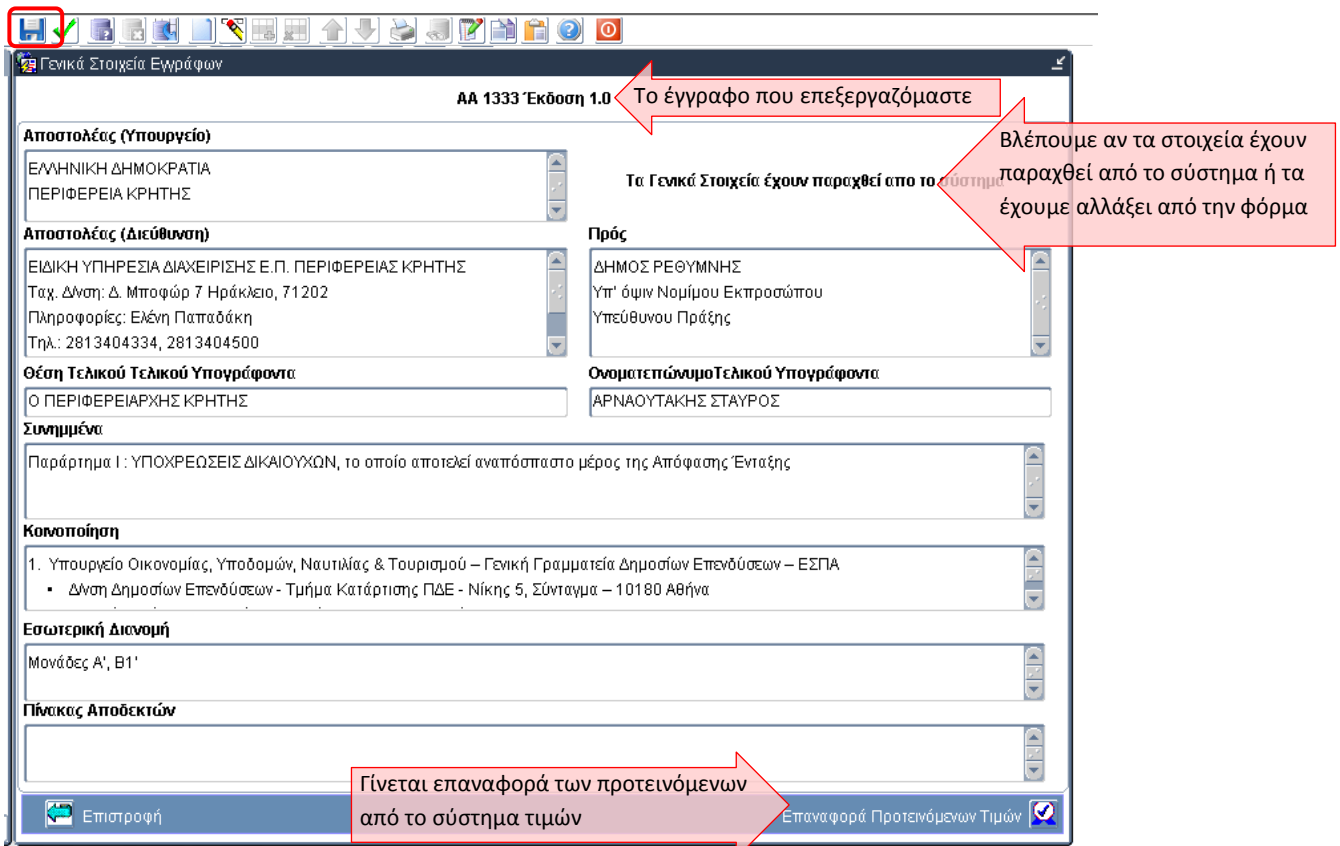 Γενικά Στοιχεία Εγγράφων
ΑΑ 1333 Έκδοση 1.0
Το έγγραφο που επεξεργαζόμαστε
Αποστολέας (Υπουργείο)
ΕΛΛΗΝΙΚΗ ΔΗΜΟΚΡΑΤΙΑ
ΠΕΡΙΦΕΡΕΙΑ ΚΡΗΤΗΣ
Τα Γενικά Στοιχεία έχουν παραχθεί απο το σύστημα
Βλέπουμε αν τα στοιχεία έχουν
παραχθεί από το σύστημα ή τα
έχουμε αλλάξει από την φόρμα
Αποστολέας (Διεύθυνση)
ΕΙΔΙΚΗ ΥΠΗΡΕΣΙΑ ΔΙΑΧΕΙΡΙΣΗΣ Ε.Π. ΠΕΡΙΦΕΡΕΙΑΣ ΚΡΗΤΗΣ
Ταχ. Δ/νση: Δ. Μποφώρ 7 Ηράκλειο, 71202
Πληροφορίες: Ελένη Παπαδάκη
Τηλ.: 2813404334, 2813404500
Πρός
ΔΗΜΟΣ ΡΕΘΥΜΝΗΣ
Υπ' όψιν Νομίμου Εκπροσώπου
Υπεύθυνου Πράξης
Θέση Τελικού Τελικού Υπογράφοντα
Ο ΠΕΡΙΦΕΡΕΙΑΡΧΗΣ ΚΡΗΤΗΣ
ΟνοματεπώνυμοΤελικού Υπογράφοντα
ΑΡΝΑΟΥΤΑΚΗΣ ΣΤΑΥΡΟΣ
Συνημμένα
Παράρτημα Ι : ΥΠΟΧΡΕΩΣΕΙΣ ΔΙΚΑΙΟΥΧΩΝ, το οποίο αποτελεί αναπόσπαστο μέρος της Απόφασης Ένταξης
Κοινοποίηση
1. Υπουργείο Οικονομίας, Υποδομών, Ναυτιλίας & Τουρισμού – Γενική Γραμματεία Δημοσίων Επενδύσεων – ΕΣΠΑ
▪ Δ/νση Δημοσίων Επενδύσεων - Τμήμα Κατάρτισης ΠΔΕ - Νίκης 5, Σύνταγμα – 10180 Αθήνα
Εσωτερική Διανομή
Μονάδες Α', Β1'
Πίνακας Αποδεκτών
Γίνεται επαναφορά των προτεινόμενων
από το σύστημα τιμών
Επιστροφή
Επαναφορά Προτεινόμενων Τιμών